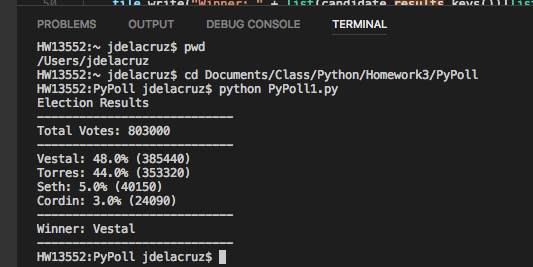 50 file.write("Winner: " + list(candidate_results.keys())[list
PROBLEMS OUTPUT DEBUG CONSOLE TERMINAL
HW13552:~ jdelacruz$ pwd
/Users/jdelacruz
HW13552:~ jdelacruz$ cd Documents/Class/Python/Homework3/PyPoll
HW13552:PyPoll jdelacruz$ python PyPoll1.py
Election Results
----------------------------
Total Votes: 803000
----------------------------
Vestal: 48.0% (385440)
Torres: 44.0% (353320)
Seth: 5.0% (40150)
Cordin: 3.0% (24090)
----------------------------
Winner: Vestal
----------------------------
HW13552:PyPoll jdelacruz$